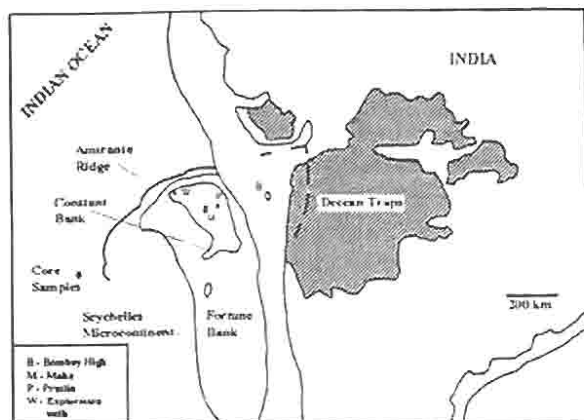 INDIAN OCEAN
INDIA
Amirante
Ridge
Constant
Bank
Deccan Traps
Core
Samples
Seychelles
Microcontinent
Fortune
Bank
200 km
B - Bombay High
M - Mahe
P - Praslin
W - Exploration